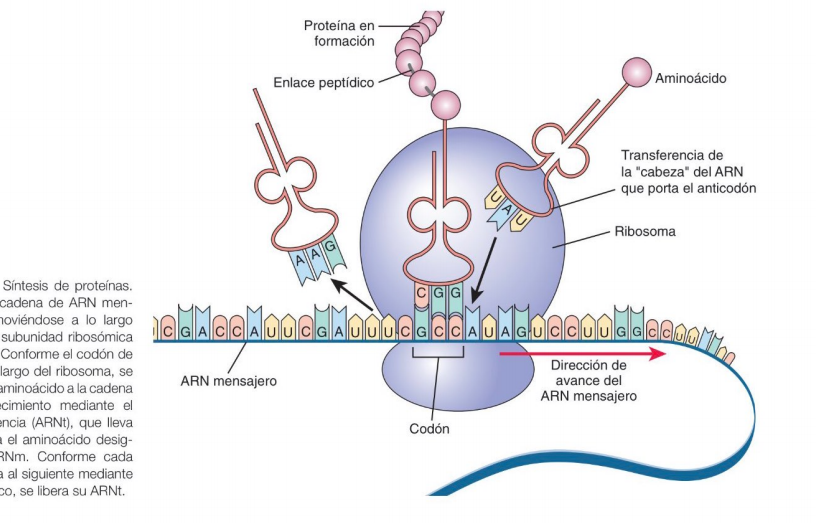 Proteína en
formación
Enlace peptídico
Aminoácido
Transferencia de
la "cabeza" del ARN
que porta el anticodón
Ribosoma
UAU
AAG
CGG
CGACCAUUCGAUUUCGCCAUAGUCCUUGGCCUU
ARN mensajero
Codón
Dirección de
avance del
ARN mensajero
Síntesis de proteínas.
cadena de ARN men-
noviéndose a lo largo
subunidad ribosómica
Conforme el codón de
largo del ribosoma, se
aminoácido a la cadena
ecimiento mediante el
encia (ARNt), que lleva
a el aminoácido desig-
RNm. Conforme cada
a al siguiente mediante
co, se libera su ARNt.